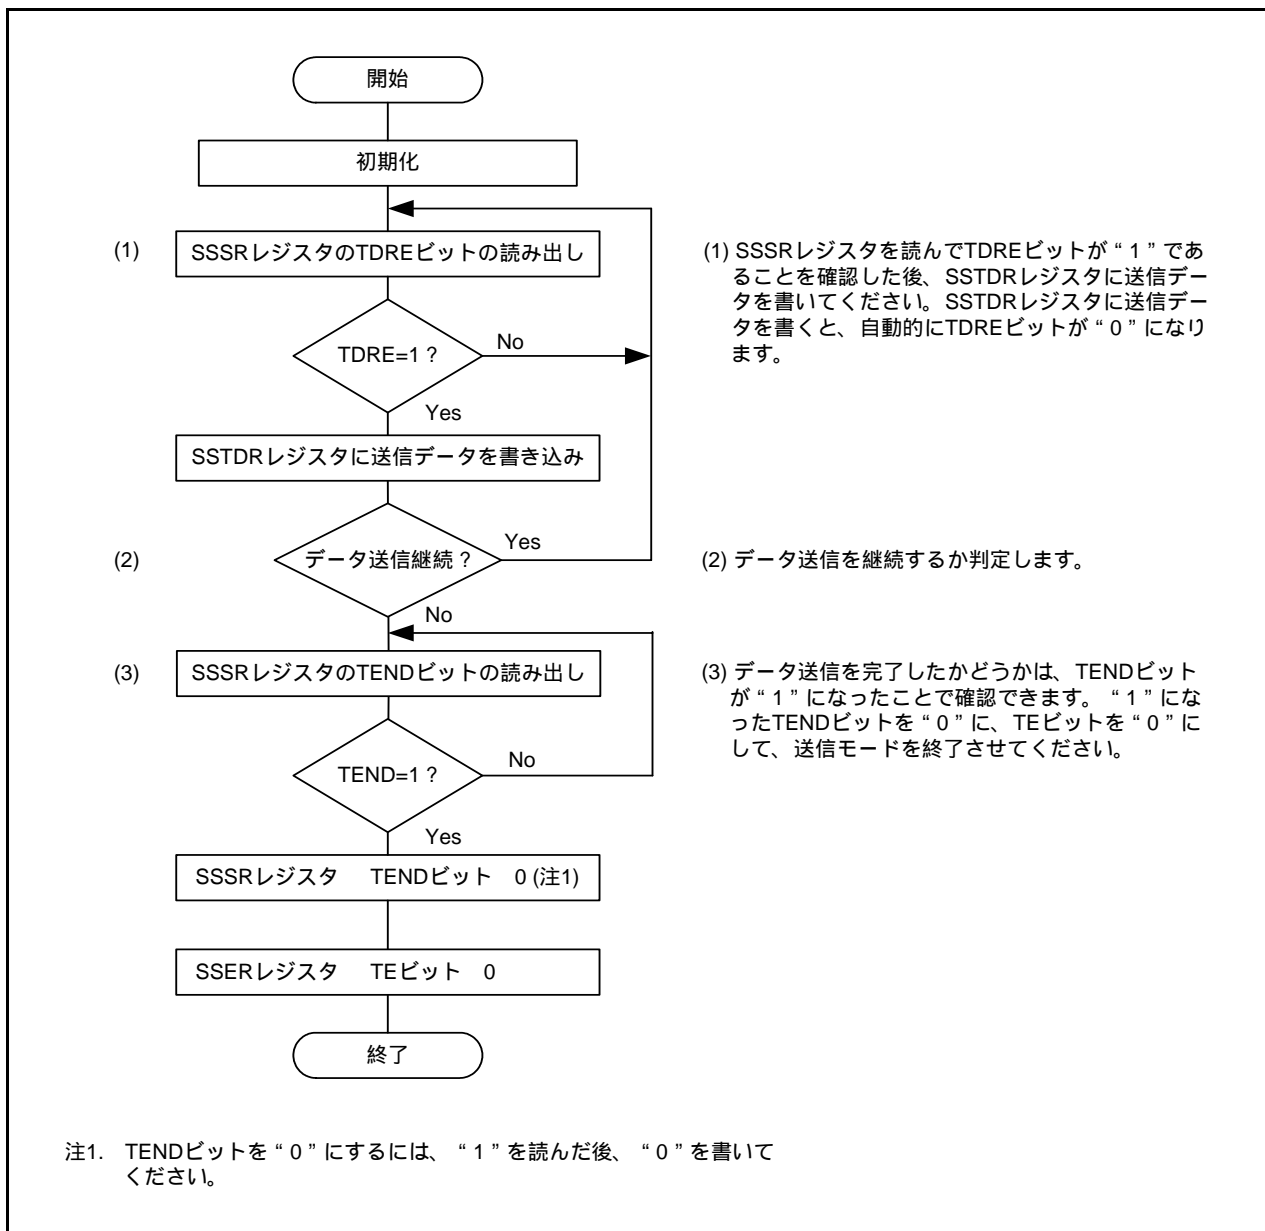 開始
初期化
(1)
SSSRレジスタのTDREビットの読み出し
TDRE=1？
No
Yes
SSTDRレジスタに送信データを書き込み
(2)
データ送信継続？
Yes
No
(3)
SSSRレジスタのTENDビットの読み出し
TEND=1？
No
Yes
SSSRレジスタ　TENDビット　0 (注1)
SSERレジスタ　TEビット　0
終了
(1) SSSRレジスタを読んでTDREビットが“1”であ
ることを確認した後、SSTDRレジスタに送信デー
タを書いてください。SSTDRレジスタに送信デー
タを書くと、自動的にTDREビットが“0”になり
ます。
(2) データ送信を継続するか判定します。
(3) データ送信を完了したかどうかは、TENDビット
が“1”になったことで確認できます。“1”にな
ったTENDビットを“0”に、TEビットを“0”に
して、送信モードを終了させてください。
注1. TENDビットを“0”にするには、“1”を読んだ後、“0”を書いて
ください。